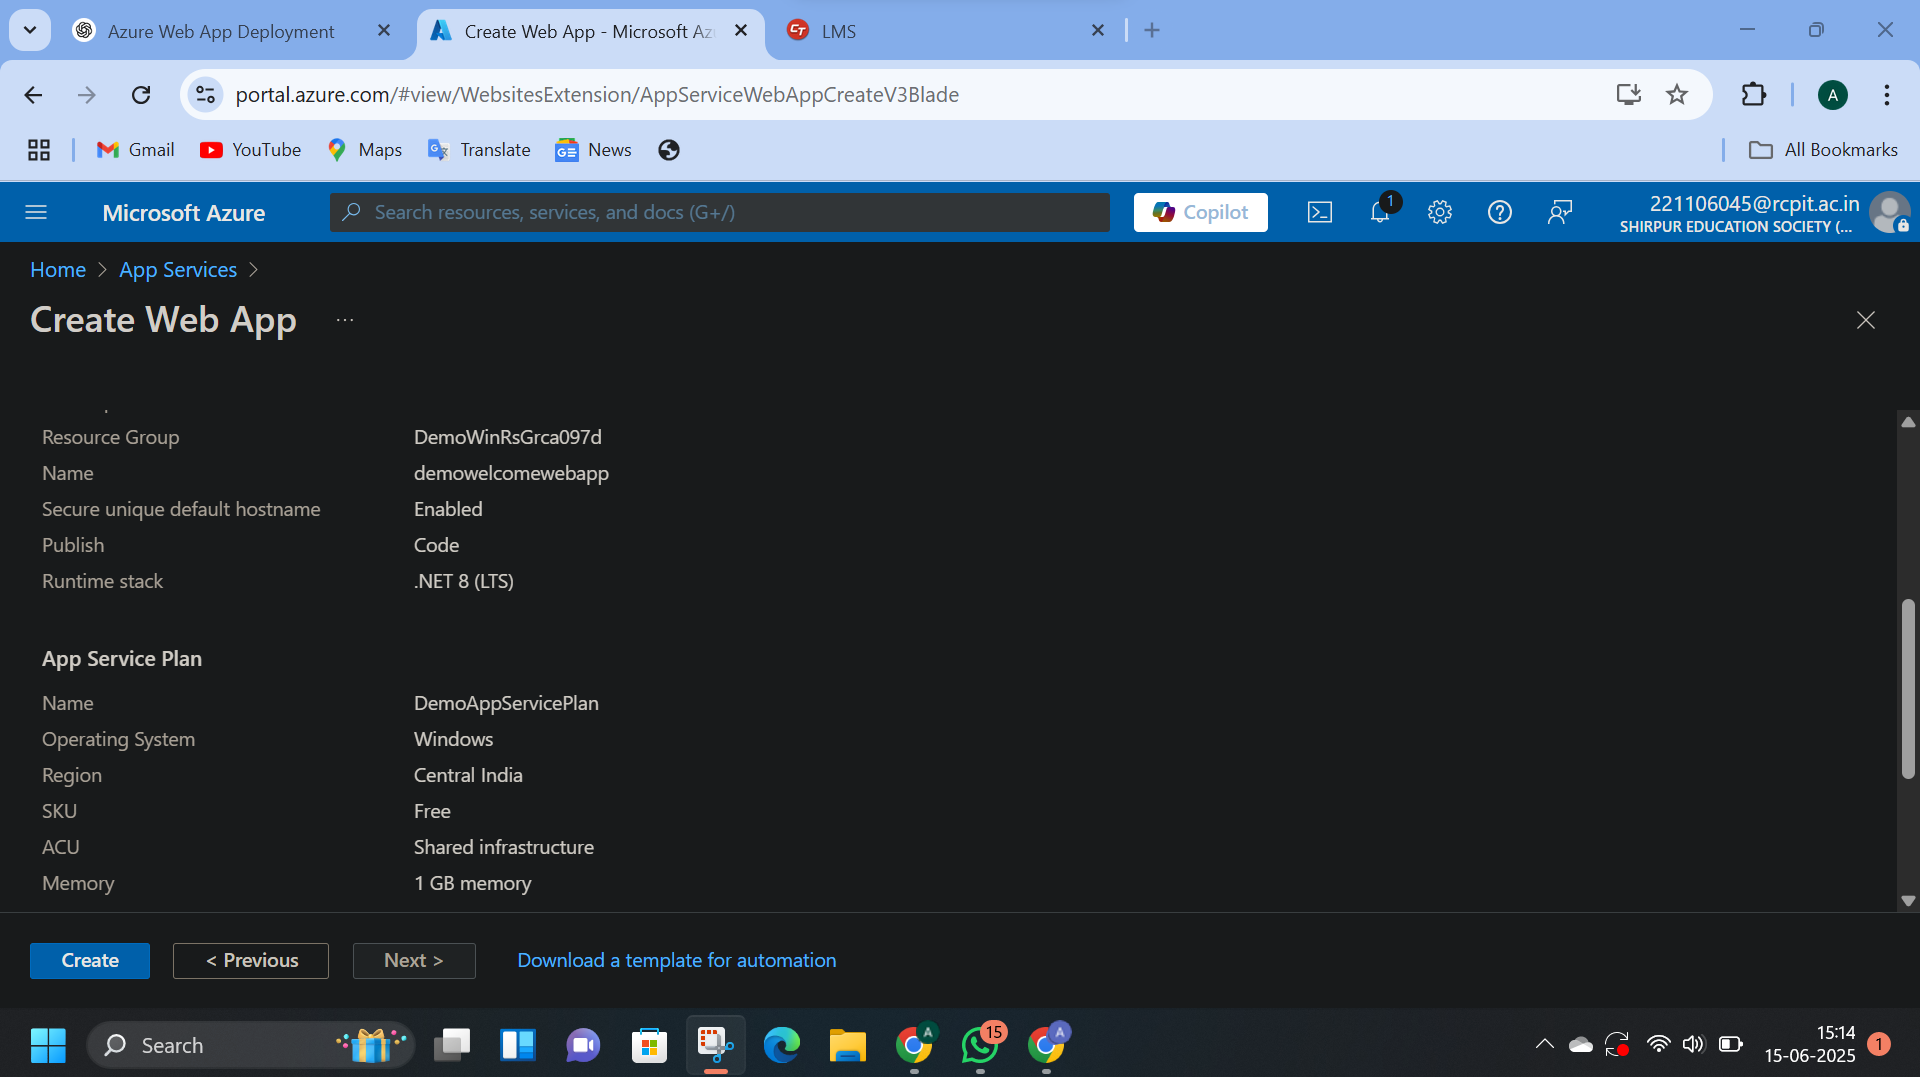 Azure Web App Deployment
Create Web App - Microsoft Az
LMS
portal.azure.com/#view/WebsitesExtension/AppServiceWebAppCreateV3Blade
A
Gmail
YouTube
Maps
Translate
News
All Bookmarks
Microsoft Azure
Search resources, services, and docs (G+/)
Copilot
1
221106045@rcpit.ac.in
SHIRPUR EDUCATION SOCIETY (...
Home > App Services >
Create Web App ...
Resource Group DemoWinRsGrca097d
Name demowelcomewebapp
Secure unique default hostname Enabled
Publish Code
Runtime stack .NET 8 (LTS)
App Service Plan
Name DemoAppServicePlan
Operating System Windows
Region Central India
SKU Free
ACU Shared infrastructure
Memory 1 GB memory
Create
< Previous
Next >
Download a template for automation
Search
A
15
A
15:14
15-06-2025
1